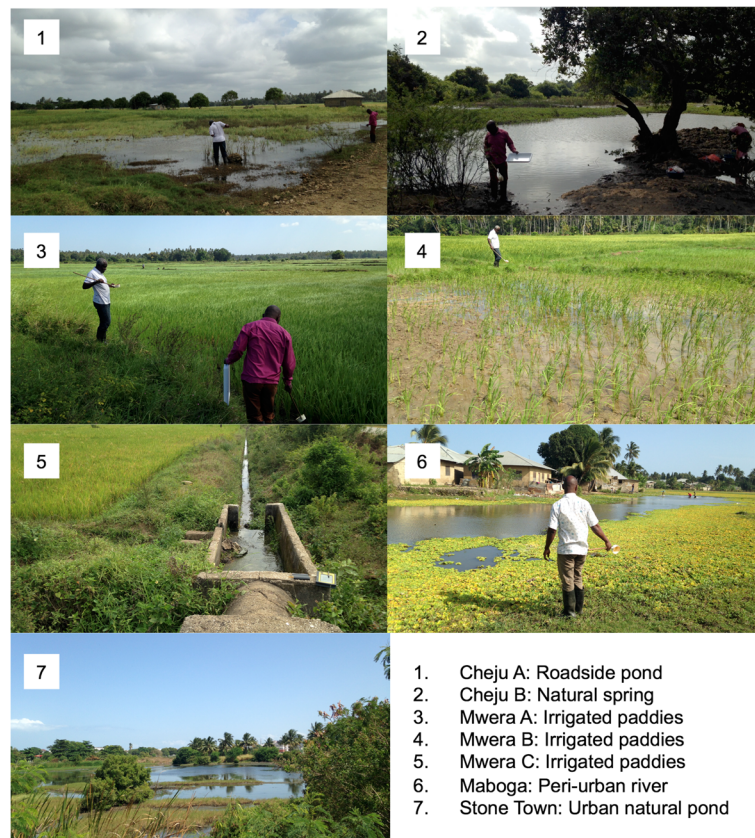 1
2
3
4
5
6
7
1. Cheju A: Roadside pond
2. Cheju B: Natural spring
3. Mwera A: Irrigated paddies
4. Mwera B: Irrigated paddies
5. Mwera C: Irrigated paddies
6. Maboga: Peri-urban river
7. Stone Town: Urban natural pond